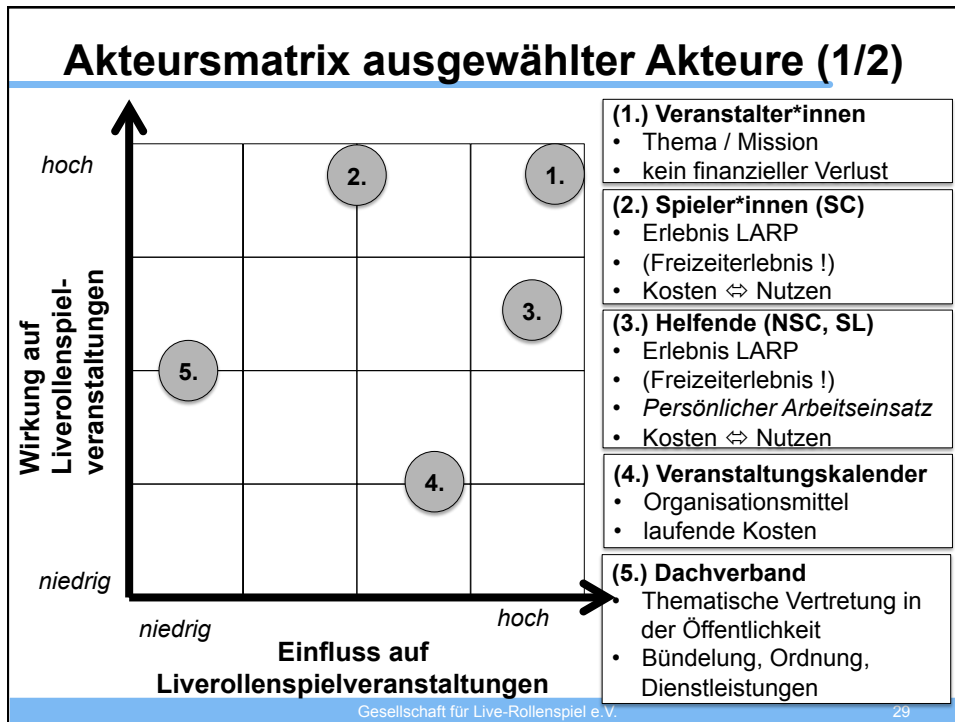 Akteursmatrix ausgewählter Akteure (1/2)
hoch
niedrig
Wirkung auf
Liverollenspiel-
veranstaltungen
2.
1.
3.
5.
4.
niedrig
hoch
Einfluss auf
Liverollenspielveranstaltungen
(1.) Veranstalter*innen
• Thema / Mission
• kein finanzieller Verlust
(2.) Spieler*innen (SC)
• Erlebnis LARP
• (Freizeiterlebnis !)
• Kosten ⇔ Nutzen
(3.) Helfende (NSC, SL)
• Erlebnis LARP
• (Freizeiterlebnis !)
• Persönlicher Arbeitseinsatz
• Kosten ⇔ Nutzen
(4.) Veranstaltungskalender
• Organisationsmittel
• laufende Kosten
(5.) Dachverband
• Thematische Vertretung in
der Öffentlichkeit
• Bündelung, Ordnung,
Dienstleistungen
Gesellschaft für Live-Rollenspiel e.V.
29